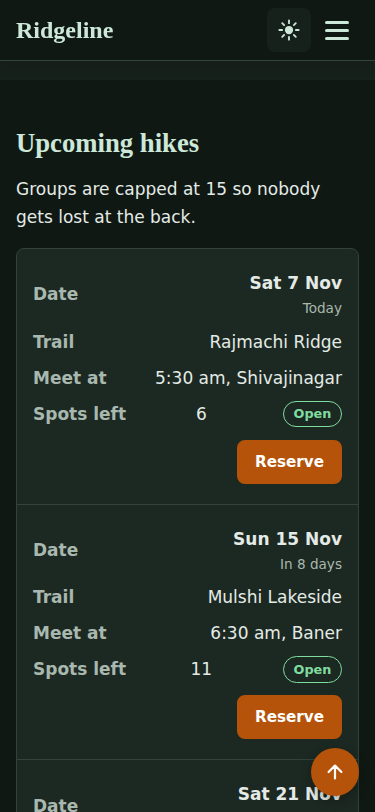 Ridgeline
Upcoming hikes
Groups are capped at 15 so nobody
gets lost at the back.
Date Sat 7 Nov
Today
Trail Rajmachi Ridge
Meet at 5:30 am, Shivajinagar
Spots left 6 Open
Reserve
Date Sun 15 Nov
In 8 days
Trail Mulshi Lakeside
Meet at 6:30 am, Baner
Spots left 11 Open
Reserve
Date Sat 21 Nov